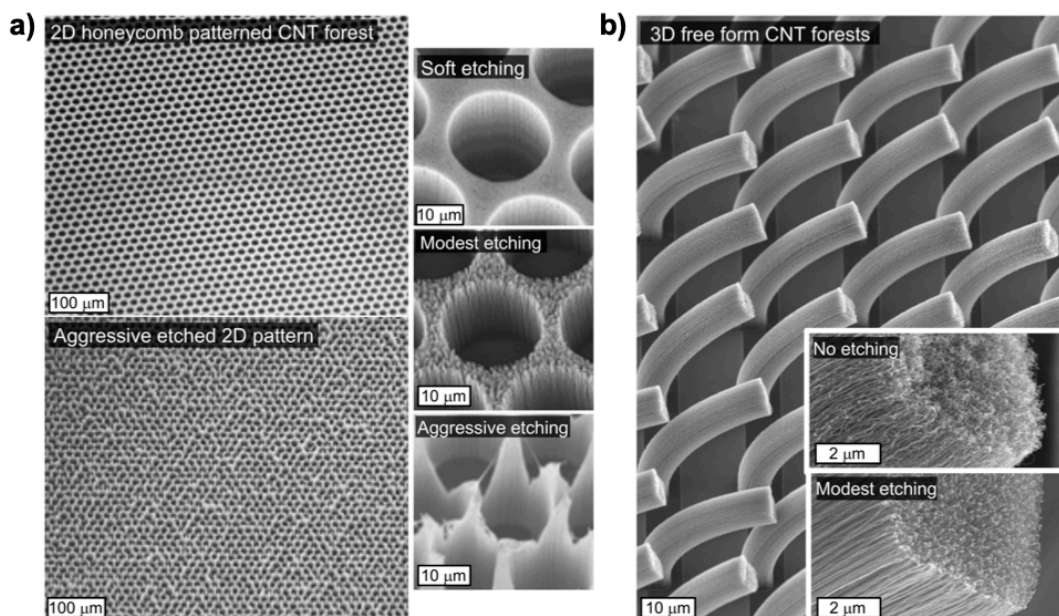 a)
2D honeycomb patterned CNT forest
100 μm
Aggressive etched 2D pattern
100 μm
Soft etching
10 μm
Modest etching
10 μm
Aggressive etching
10 μm
b)
3D free form CNT forests
10 μm
No etching
2 μm
Modest etching
2 μm